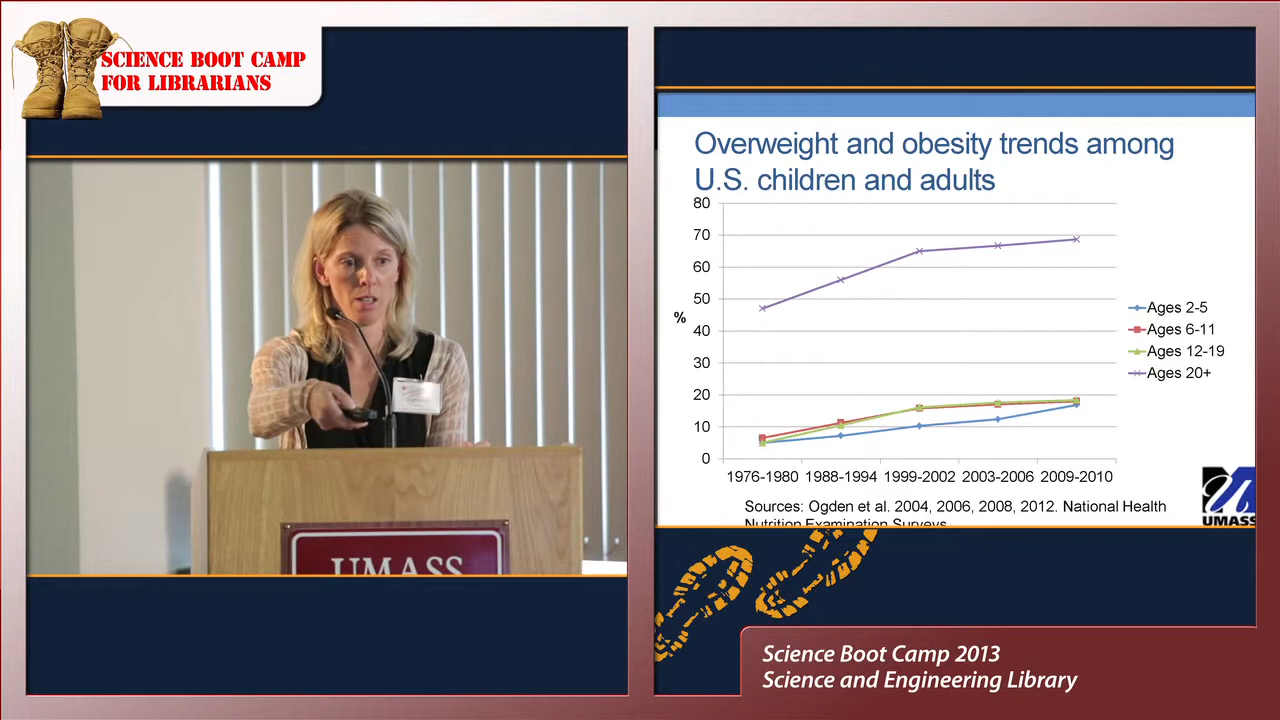 SCIENCE BOOT CAMP
FOR LIBRARIANS
UMASS
Overweight and obesity trends among
U.S. children and adults
80
70
60
50
40
30
20
10
0
%
1976-1980 1988-1994 1999-2002 2003-2006 2009-2010
Ages 2-5
Ages 6-11
Ages 12-19
Ages 20+
Sources: Ogden et al. 2004, 2006, 2008, 2012. National Health
Nutrition Examination Surveys
U
UMASS
Science Boot Camp 2013
Science and Engineering Library